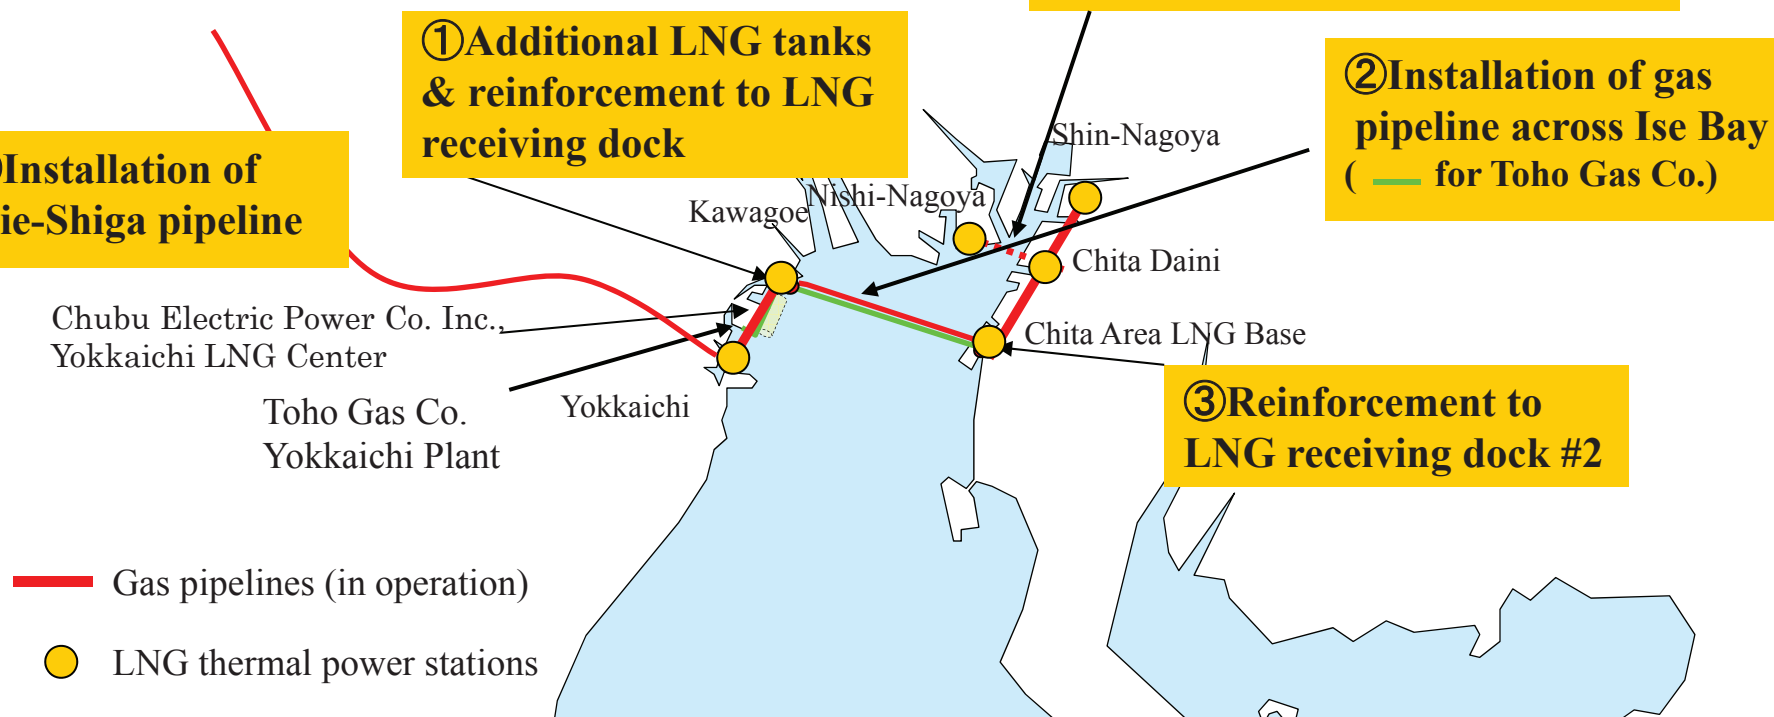 ①Additional LNG tanks
& reinforcement to LNG
receiving dock
②Installation of gas
pipeline across Ise Bay
( for Toho Gas Co.)
Installation of
ie-Shiga pipeline
Shin-Nagoya
Nishi-Nagoya
Kawagoe
Chita Daini
Chubu Electric Power Co. Inc.,
Yokkaichi LNG Center
Chita Area LNG Base
Toho Gas Co.
Yokkaichi Plant
Yokkaichi
③Reinforcement to
LNG receiving dock #2
Gas pipelines (in operation)
LNG thermal power stations